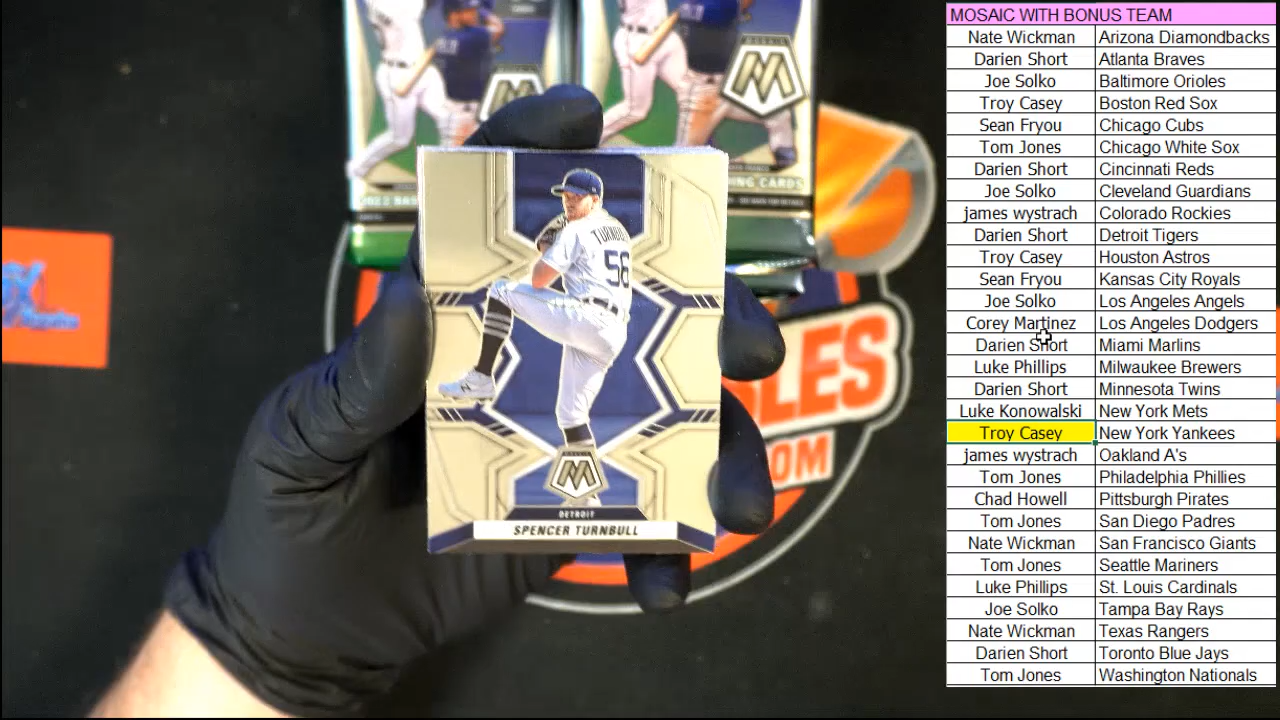 2022 BAS
NG CARDS
TURNBULL
56
DETROIT
SPENCER TURNBULL
LES
OM
MOSAIC WITH BONUS TEAM
Nate Wickman Arizona Diamondbacks
Darien Short Atlanta Braves
Joe Solko Baltimore Orioles
Troy Casey Boston Red Sox
Sean Fryou Chicago Cubs
Tom Jones Chicago White Sox
Darien Short Cincinnati Reds
Joe Solko Cleveland Guardians
james wystrach Colorado Rockies
Darien Short Detroit Tigers
Troy Casey Houston Astros
Sean Fryou Kansas City Royals
Joe Solko Los Angeles Angels
Corey Martinez Los Angeles Dodgers
Darien Short Miami Marlins
Luke Phillips Milwaukee Brewers
Darien Short Minnesota Twins
Luke Konowalski New York Mets
Troy Casey New York Yankees
james wystrach Oakland A's
Tom Jones Philadelphia Phillies
Chad Howell Pittsburgh Pirates
Tom Jones San Diego Padres
Nate Wickman San Francisco Giants
Tom Jones Seattle Mariners
Luke Phillips St. Louis Cardinals
Joe Solko Tampa Bay Rays
Nate Wickman Texas Rangers
Darien Short Toronto Blue Jays
Tom Jones Washington Nationals